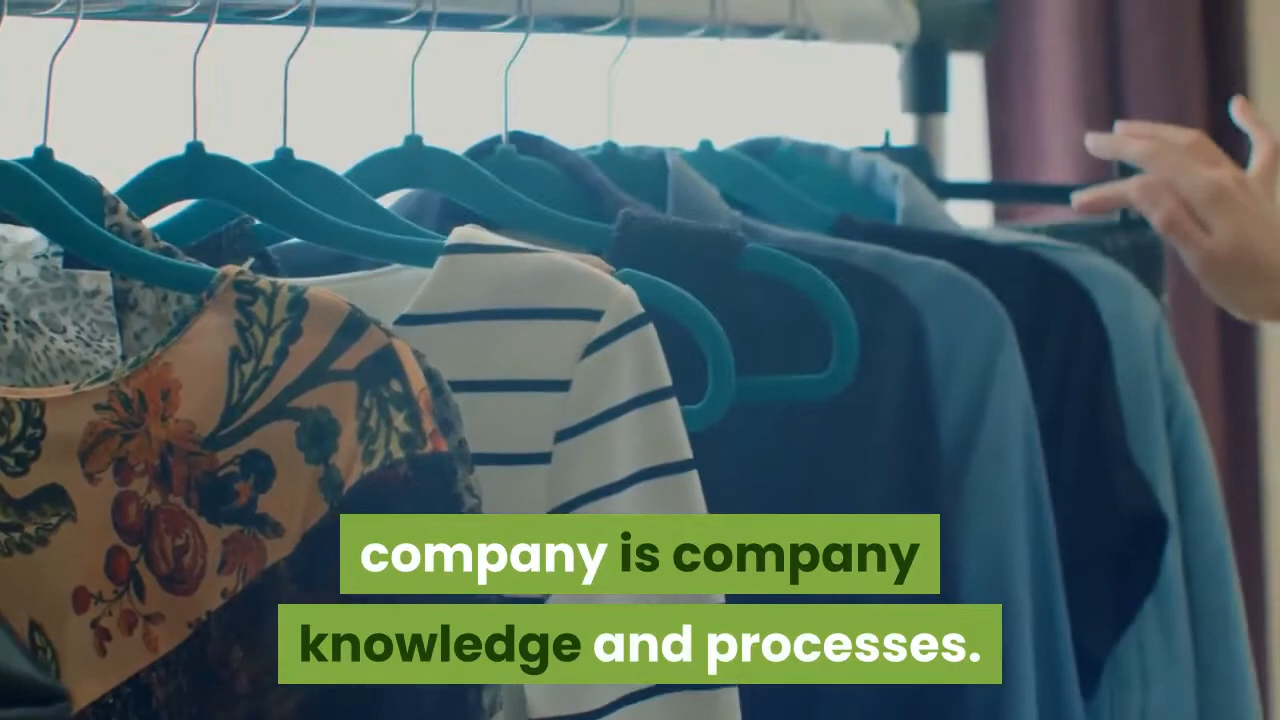 company is company
knowledge and processes.